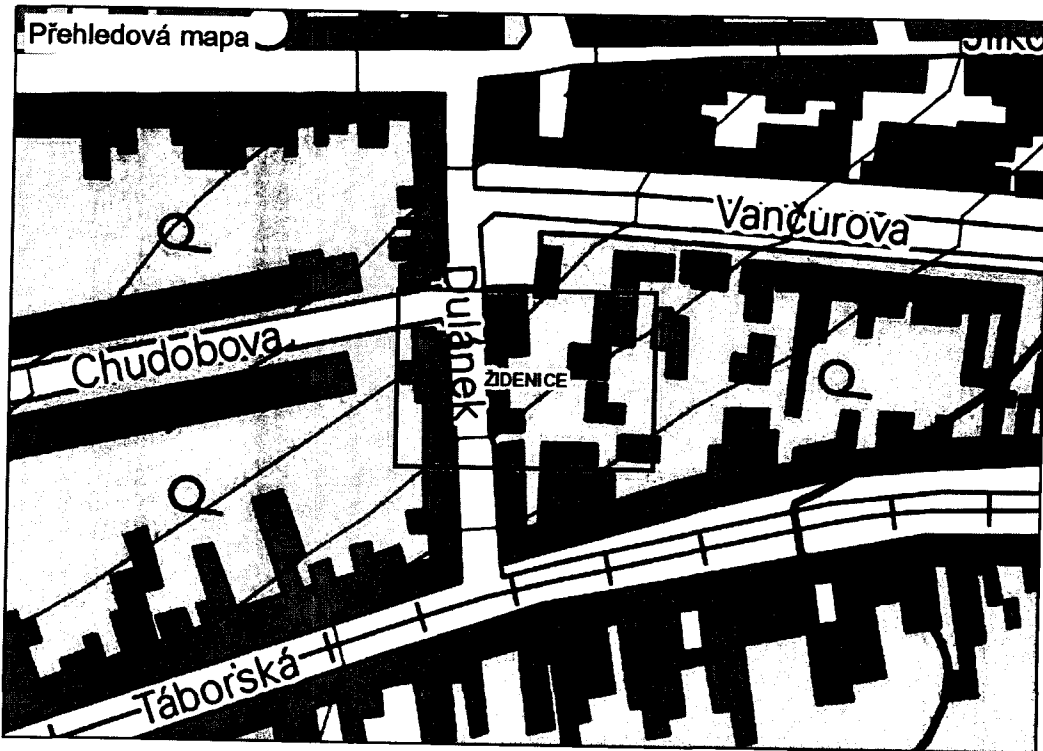 Přehledová mapa
Vančurova
Dulánek
Chudobova
ŽIDENICE
Táborská